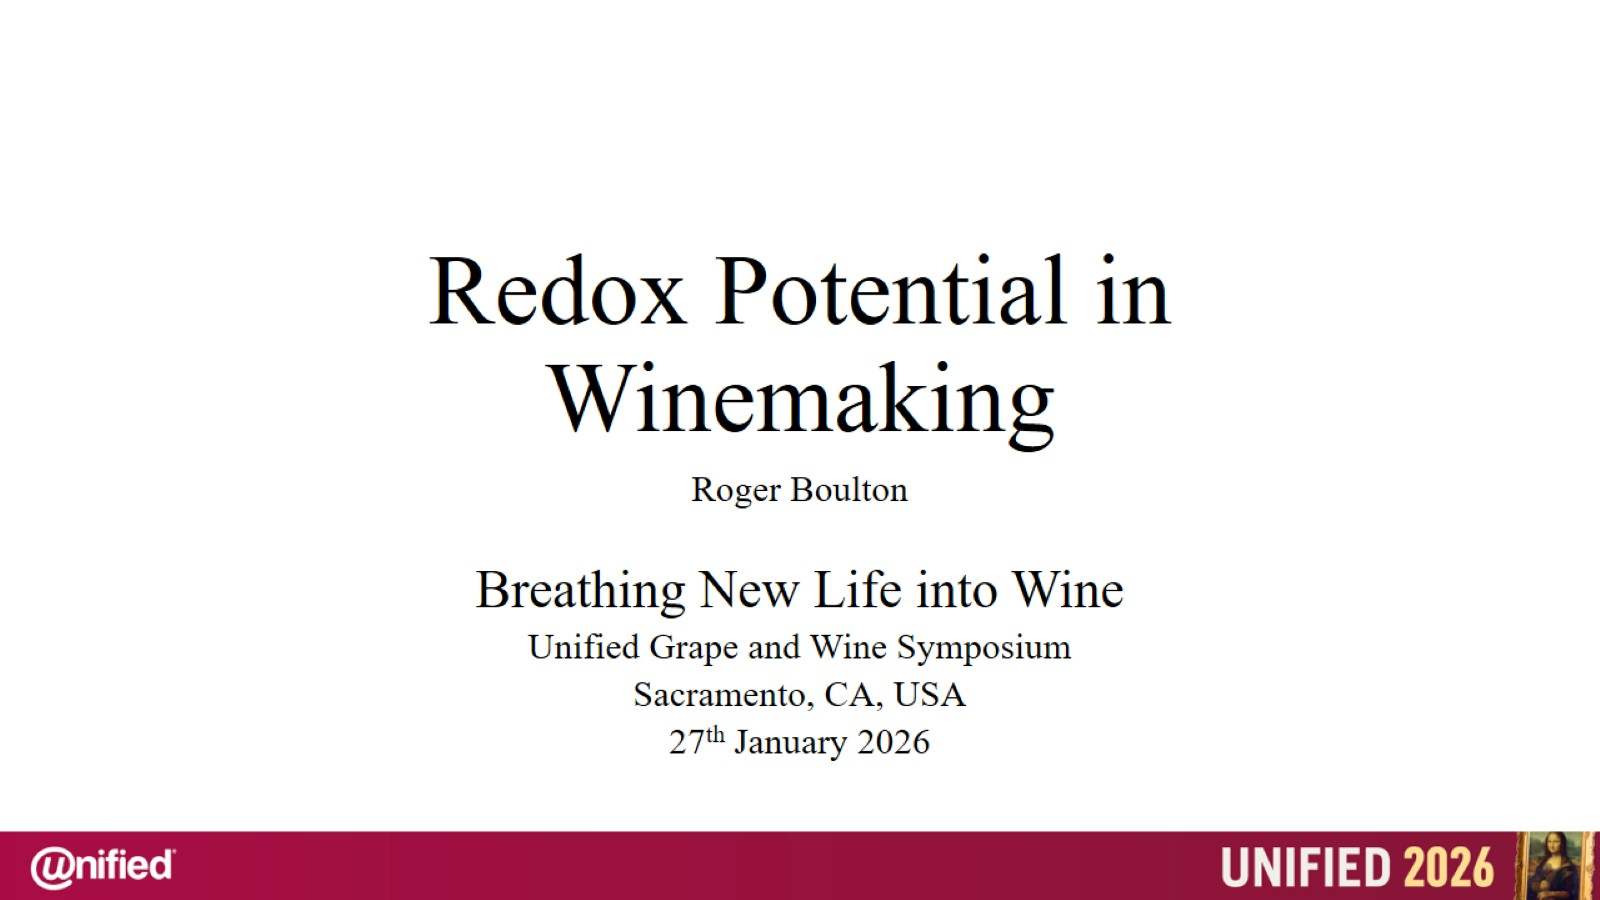 Redox Potential in
Winemaking
Roger Boulton
Breathing New Life into Wine
Unified Grape and Wine Symposium
Sacramento, CA, USA
27th January 2026
unified
UNIFIED 2026